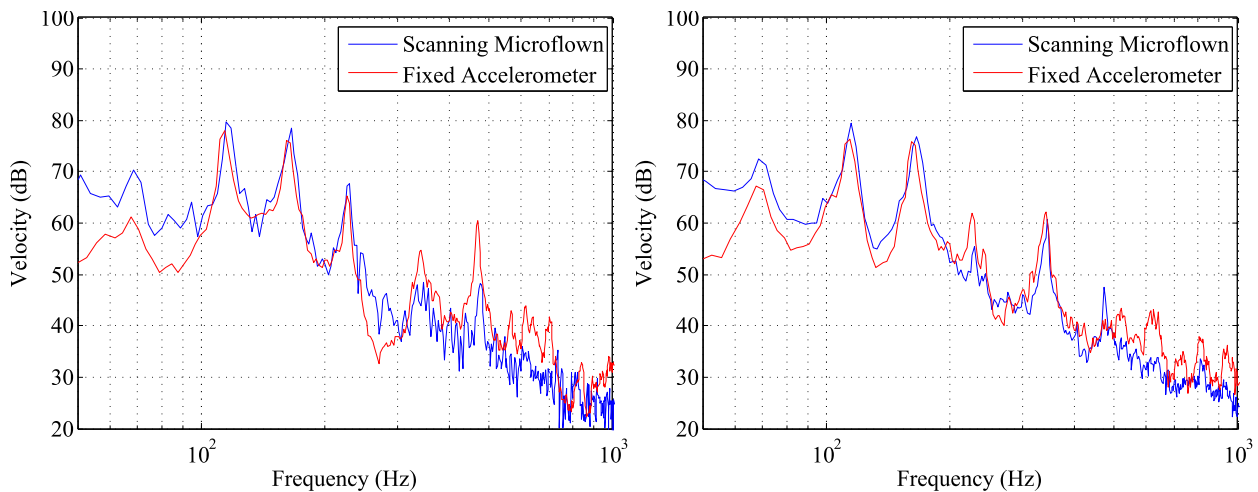 100
90
80
70
60
50
40
30
20
Velocity (dB)
10^2
10^3
Frequency (Hz)
Scanning Microflown
Fixed Accelerometer
100
90
80
70
60
50
40
30
20
Velocity (dB)
10^2
10^3
Frequency (Hz)
Scanning Microflown
Fixed Accelerometer